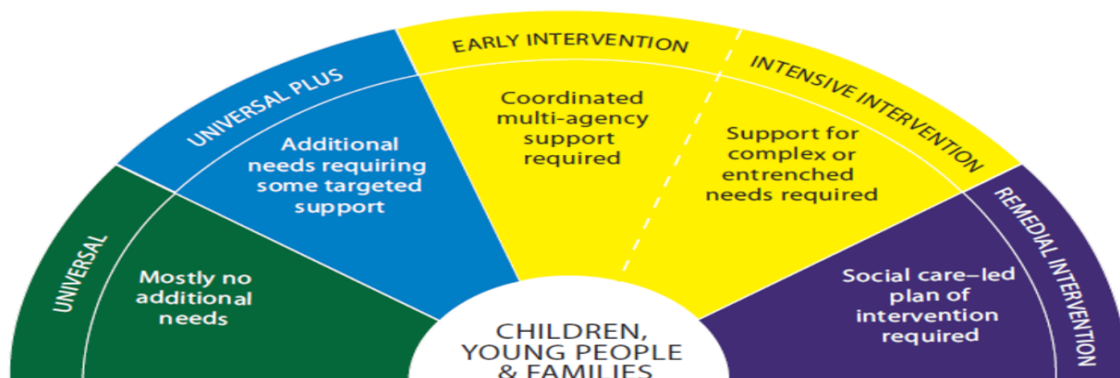 UNIVERSAL
Mostly no
additional
needs
UNIVERSAL PLUS
Additional
needs requiring
some targeted
support
EARLY INTERVENTION
Coordinated
multi-agency
support
required
INTENSIVE INTERVENTION
Support for
complex or
entrenched
needs required
REMEDIAL INTERVENTION
Social care–led
plan of
intervention
required
CHILDREN,
YOUNG PEOPLE
& FAMILIES